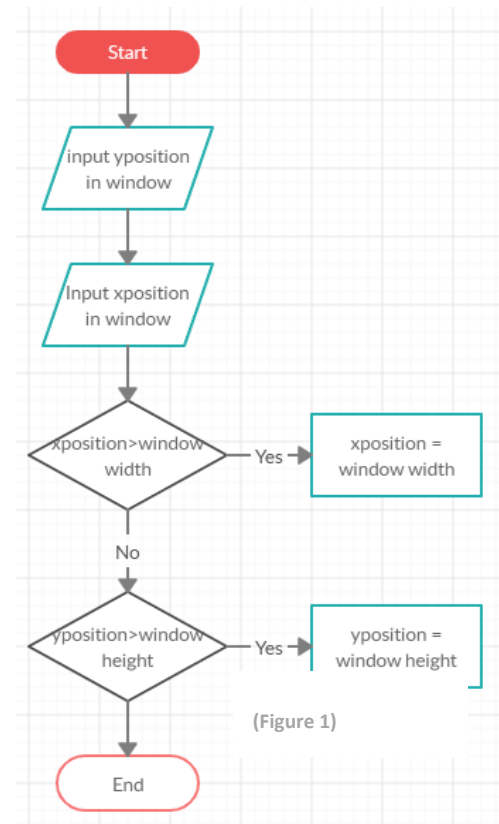 Start
input yposition
in window
Input xposition
in window
xposition>window
width
Yes
xposition =
window width
No
yposition>window
height
Yes
yposition =
window height
(Figure 1)
End